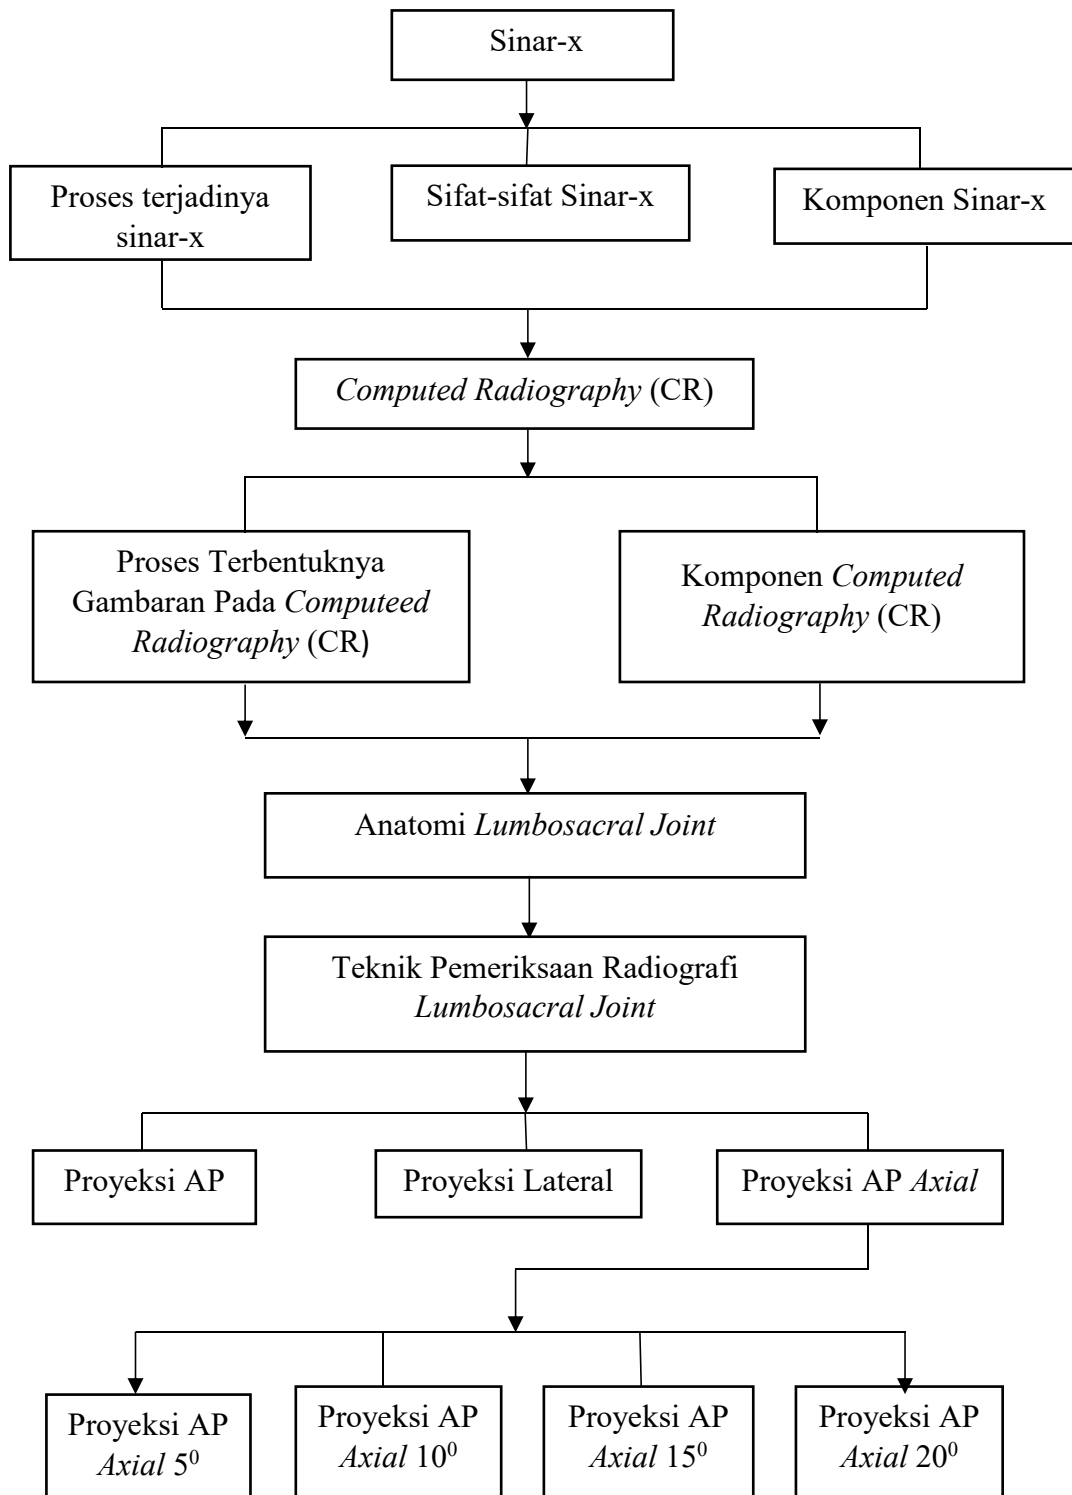 Sinar-x
Proses terjadinya
sinar-x
Sifat-sifat Sinar-x
Komponen Sinar-x
Computed Radiography (CR)
Proses Terbentuknya
Gambaran Pada Computeed
Radiography (CR)
Komponen Computed
Radiography (CR)
Anatomi Lumbosacral Joint
Teknik Pemeriksaan Radiografi
Lumbosacral Joint
Proyeksi AP
Proyeksi Lateral
Proyeksi AP Axial
Proyeksi AP
Axial 5⁰
Proyeksi AP
Axial 10⁰
Proyeksi AP
Axial 15⁰
Proyeksi AP
Axial 20⁰